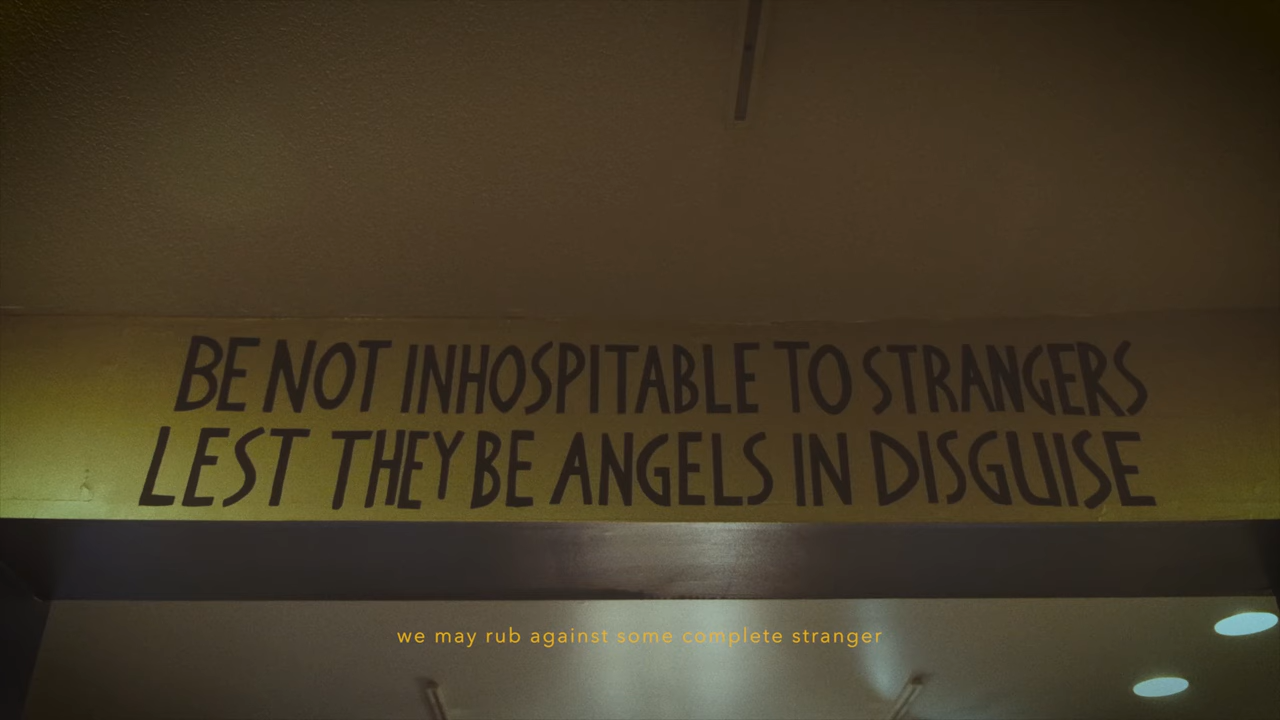 BE NOT INHOSPITABLE TO STRANGERS
LEST THEY BE ANGELS IN DISGUISE
we may rub against some complete stranger